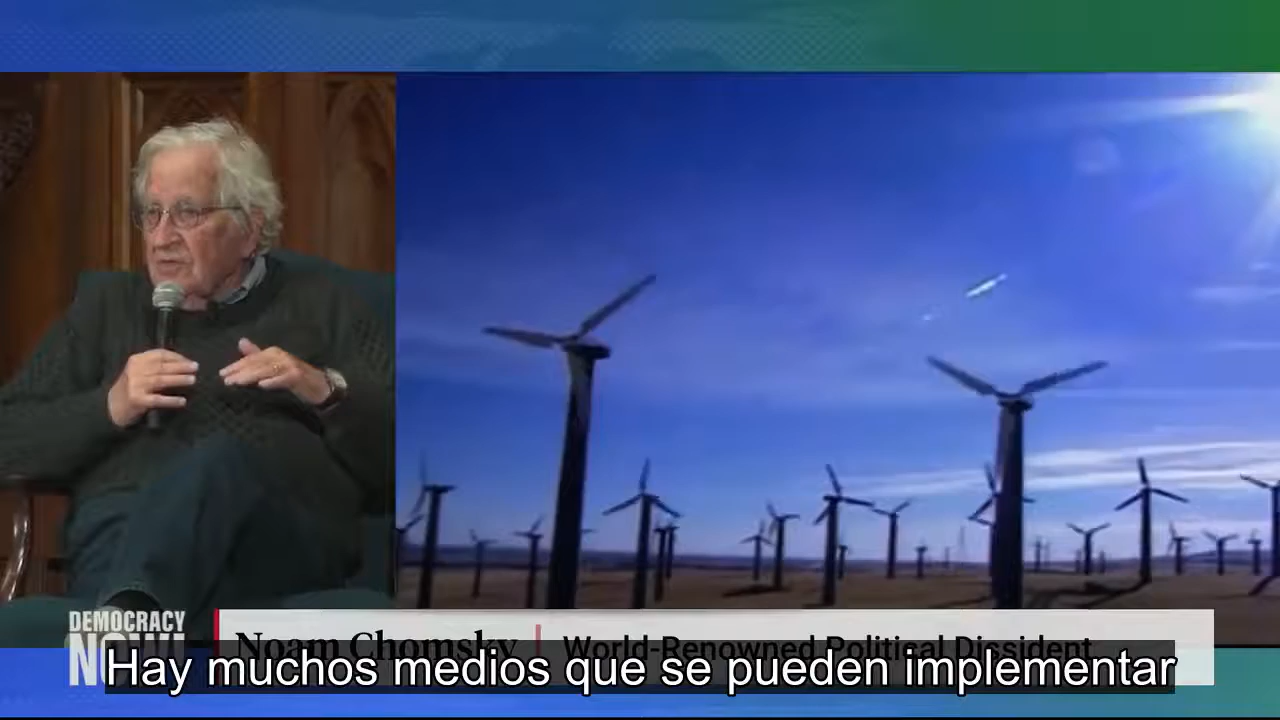 DEMOCRACY
NOW!
Noam Chomsky | World-Renowned Political Dissident
Hay muchos medios que se pueden implementar